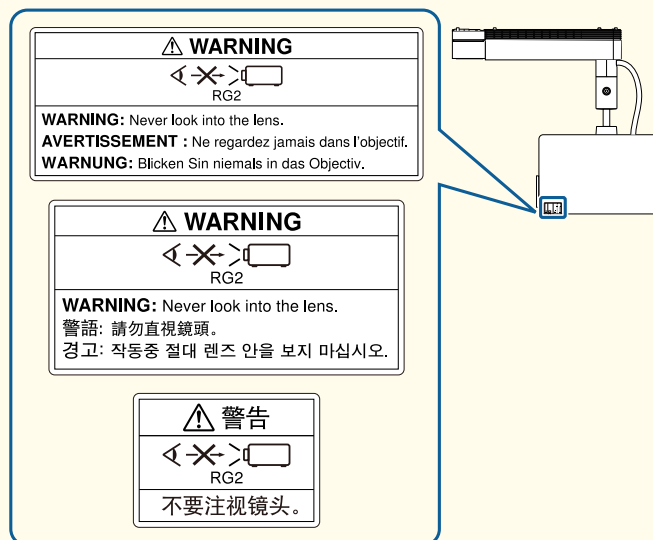 ⚠ WARNING
RG2
WARNING: Never look into the lens.
AVERTISSEMENT : Ne regardez jamais dans l'objectif.
WARNUNG: Blicken Sin niemals in das Objectiv.
⚠ WARNING
RG2
WARNING: Never look into the lens.
警語: 請勿直視鏡頭。
경고: 작동중 절대 렌즈 안을 보지 마십시오.
⚠ 警告
RG2
不要注视镜头。